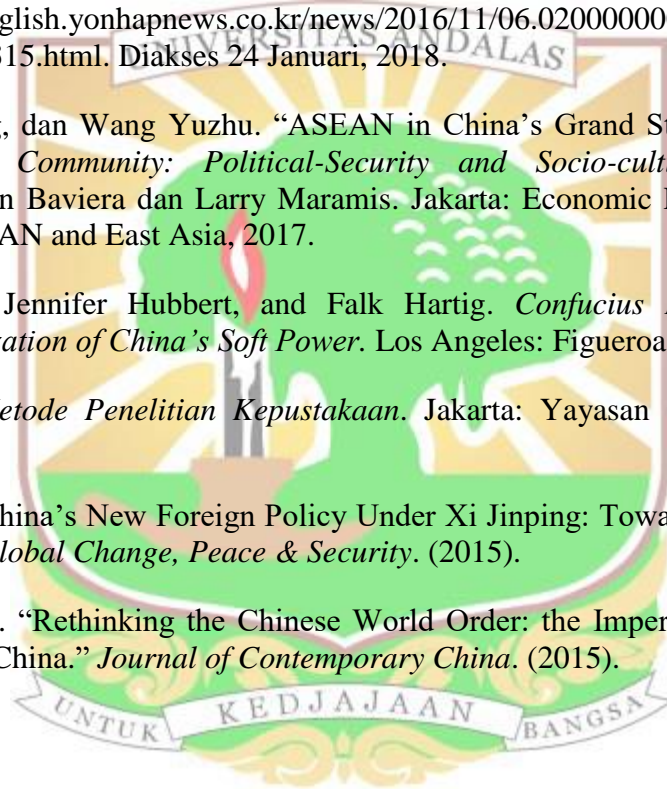 glish.yonhapnews.co.kr/news/2016/11/06.02000000
315.html. Diakses 24 Januari, 2018.
UNIVERSITAS ANDALAS
g, dan Wang Yuzhu. “ASEAN in China’s Grand St
Community: Political-Security and Socio-cult
n Baviera dan Larry Maramis. Jakarta: Economic
AN and East Asia, 2017.
Jennifer Hubbert, and Falk Hartig. Confucius
ation of China’s Soft Power. Los Angeles: Figueroa
etode Penelitian Kepustakaan. Jakarta: Yayasan
hina’s New Foreign Policy Under Xi Jinping: Towa
lobal Change, Peace & Security. (2015).
. “Rethinking the Chinese World Order: the Imper
China.” Journal of Contemporary China. (2015).
UNTUK KEDJAJAAN BANGSA